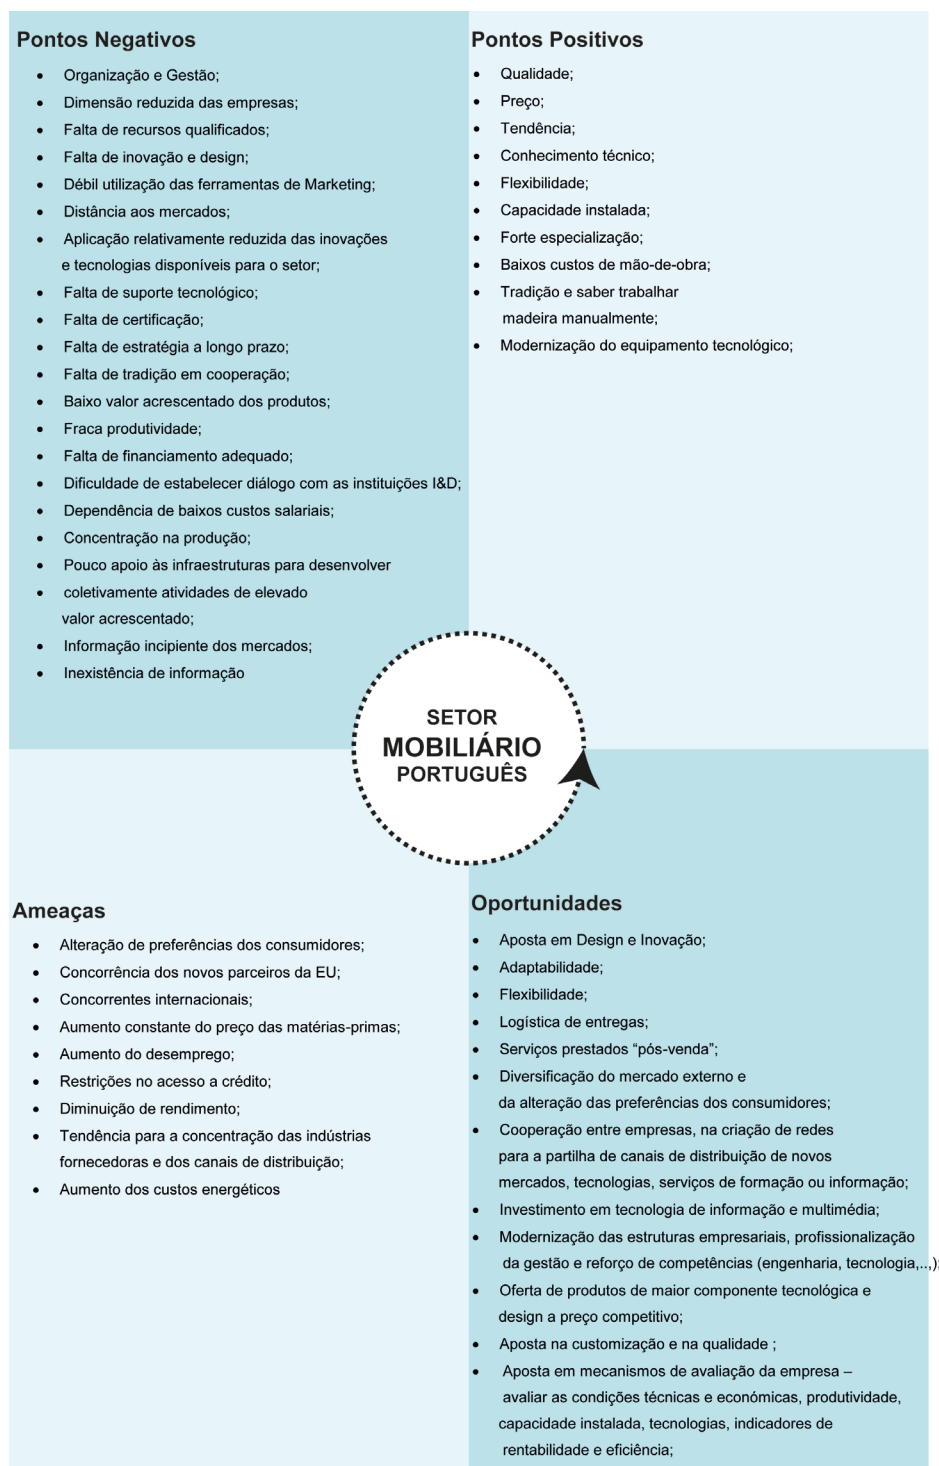 Pontos Negativos
• Organização e Gestão;
• Dimensão reduzida das empresas;
• Falta de recursos qualificados;
• Falta de inovação e design;
• Débil utilização das ferramentas de Marketing;
• Distância aos mercados;
• Aplicação relativamente reduzida das inovações
e tecnologias disponíveis para o setor;
• Falta de suporte tecnológico;
• Falta de certificação;
• Falta de estratégia a longo prazo;
• Falta de tradição em cooperação;
• Baixo valor acrescentado dos produtos;
• Fraca produtividade;
• Falta de financiamento adequado;
• Dificuldade de estabelecer diálogo com as instituições I&D;
• Dependência de baixos custos salariais;
• Concentração na produção;
• Pouco apoio às infraestruturas para desenvolver
• coletivamente atividades de elevado
valor acrescentado;
• Informação incipiente dos mercados;
• Inexistência de informação
Pontos Positivos
• Qualidade;
• Preço;
• Tendência;
• Conhecimento técnico;
• Flexibilidade;
• Capacidade instalada;
• Forte especialização;
• Baixos custos de mão-de-obra;
• Tradição e saber trabalhar
madeira manualmente;
• Modernização do equipamento tecnológico;
SETOR
MOBILIÁRIO
PORTUGUÊS
Ameaças
• Alteração de preferências dos consumidores;
• Concorrência dos novos parceiros da EU;
• Concorrentes internacionais;
• Aumento constante do preço das matérias-primas;
• Aumento do desemprego;
• Restrições no acesso a crédito;
• Diminuição de rendimento;
• Tendência para a concentração das indústrias
fornecedoras e dos canais de distribuição;
• Aumento dos custos energéticos
Oportunidades
• Aposta em Design e Inovação;
• Adaptabilidade;
• Flexibilidade;
• Logística de entregas;
• Serviços prestados “pós-venda”;
• Diversificação do mercado externo e
da alteração das preferências dos consumidores;
• Cooperação entre empresas, na criação de redes
para a partilha de canais de distribuição de novos
mercados, tecnologias, serviços de formação ou informação;
• Investimento em tecnologia de informação e multimédia;
• Modernização das estruturas empresariais, profissionalização
da gestão e reforço de competências (engenharia, tecnologia,..,);
• Oferta de produtos de maior componente tecnológica e
design a preço competitivo;
• Aposta na customização e na qualidade ;
• Aposta em mecanismos de avaliação da empresa –
avaliar as condições técnicas e económicas, produtividade,
capacidade instalada, tecnologias, indicadores de
rentabilidade e eficiência;